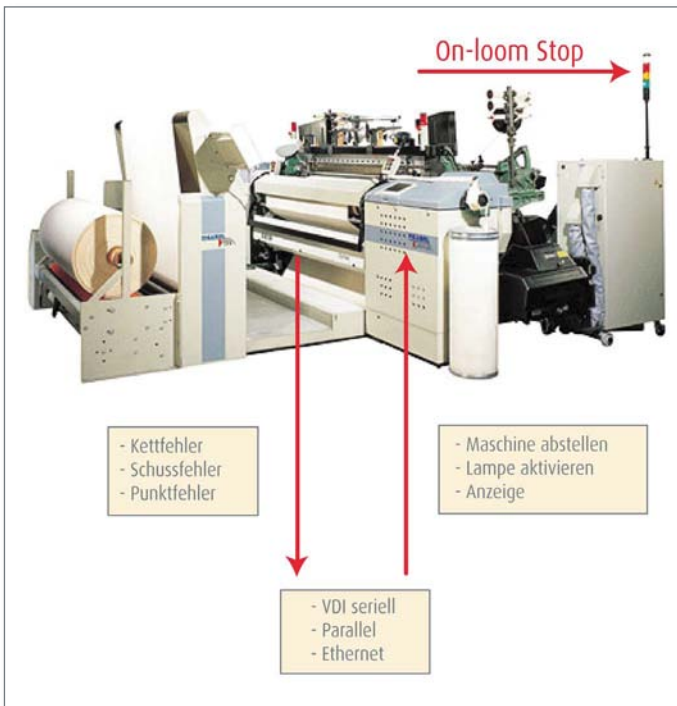 On-loom Stop
- Kettfehler
- Schussfehler
- Punktfehler
- Maschine abstellen
- Lampe aktivieren
- Anzeige
- VDI seriell
- Parallel
- Ethernet